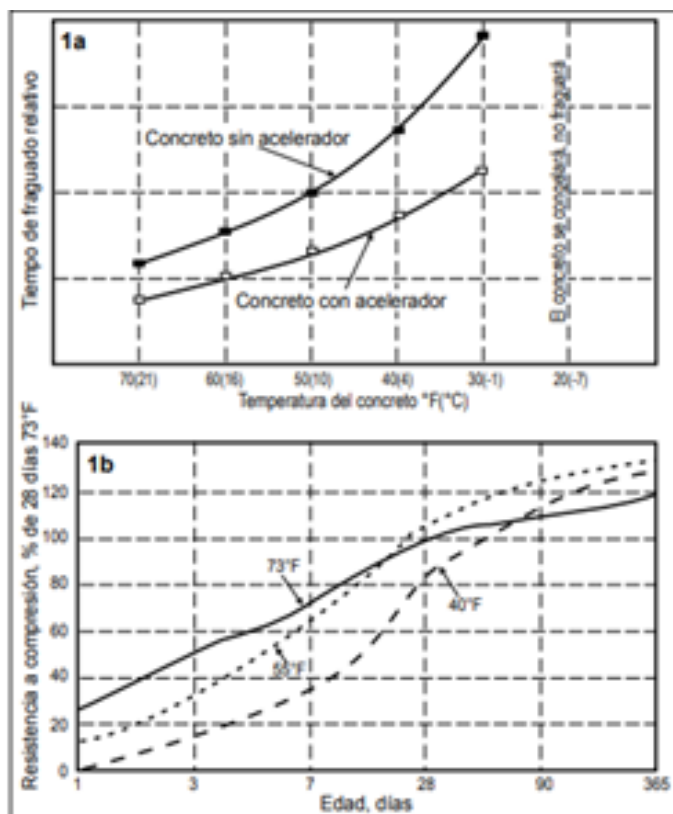 1a
Tiempo de fraguado relativo
Concreto sin acelerador
Concreto con acelerador
El concreto se congelará, no fraguará
70(21) 60(16) 50(10) 40(4) 30(-1) 20(-7)
Temperatura del concreto °F(°C)
1b
Resistencia a compresión, % de 28 días 73°F
140
120
100
80
60
40
20
0
73°F
55°F
40°F
1 3 7 28 90 365
Edad, días